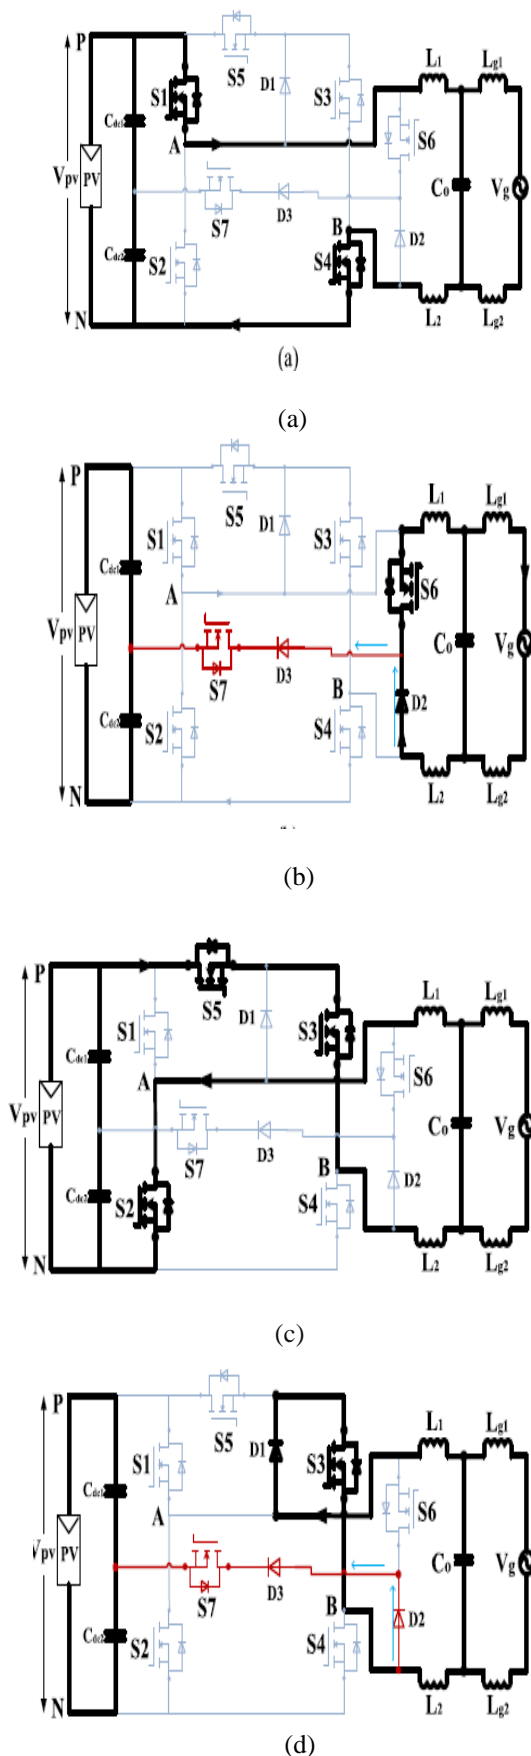 P
S5
D1
S1
S3
L1
Lg1
Cdc1
A
S6
Vpv
PV
Co
Vg
S7
D3
B
D2
Cdc2
S2
S4
N
L2
Lg2
(a)
(a)
P
S5
D1
S1
S3
L1
Lg1
Cdc1
A
S6
Vpv
PV
Co
Vg
S7
D3
B
D2
Cdc2
S2
S4
N
L2
Lg2
(b)
P
S5
D1
S1
S3
L1
Lg1
Cdc1
A
S6
Vpv
PV
Co
Vg
S7
D3
B
D2
Cdc2
S2
S4
N
L2
Lg2
(c)
P
S5
D1
S1
S3
L1
Lg1
Cdc1
A
S6
Vpv
PV
Co
Vg
S7
D3
B
D2
Cdc2
S2
S4
N
L2
Lg2
(d)